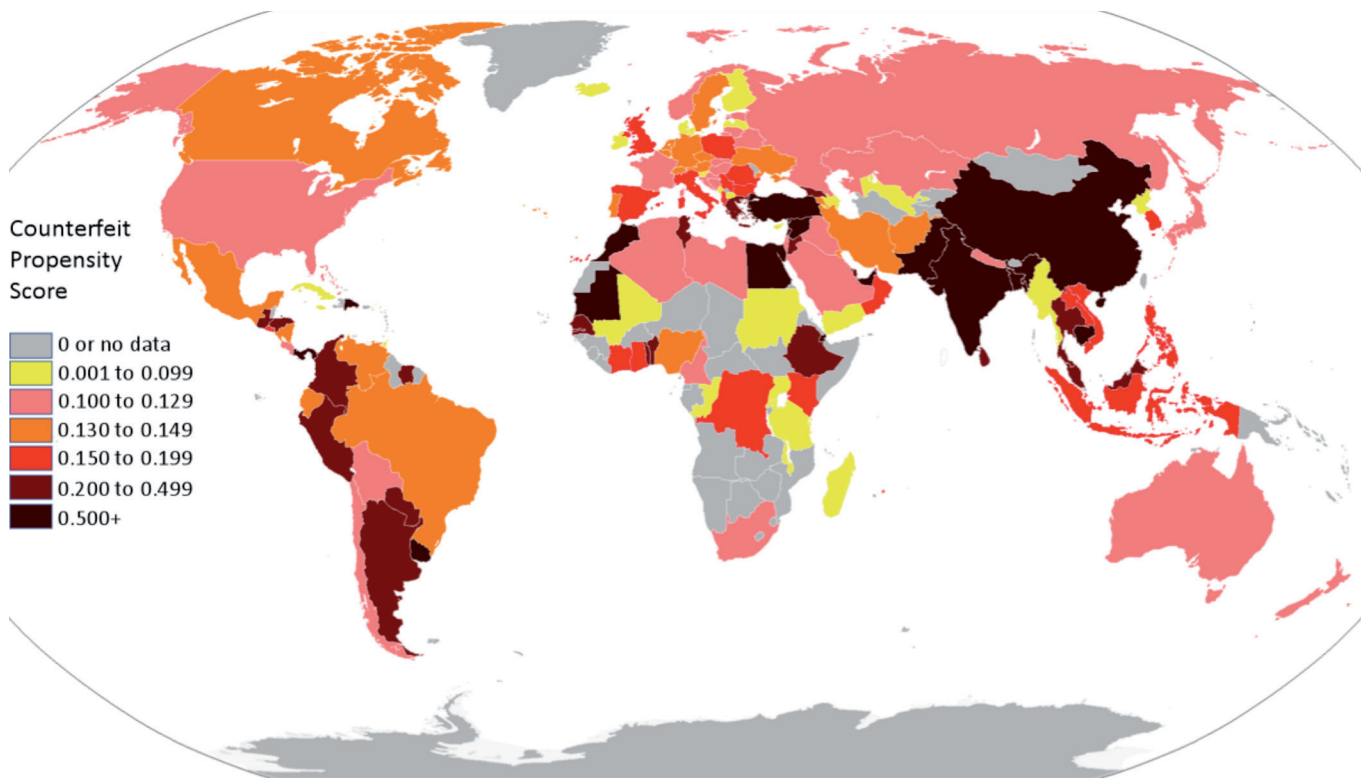 Counterfeit
Propensity
Score
0 or no data
0.001 to 0.099
0.100 to 0.129
0.130 to 0.149
0.150 to 0.199
0.200 to 0.499
0.500+